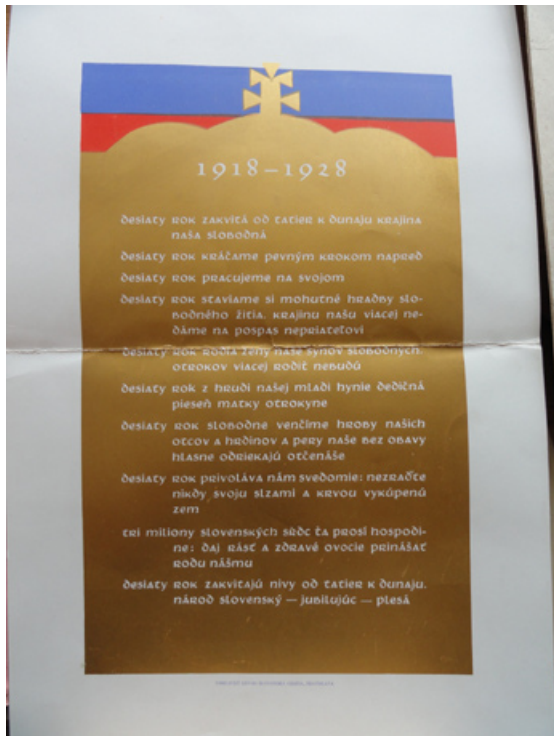 1918–1928
desiaty rok zakvitá od tatier k dunaju krajina
naša slobodná
desiaty rok kráčame pevným krokom napred
desiaty rok pracujeme na svojom
desiaty rok staviame si mohutné hradby slo-
bodného žitia. krajinu našu viacej ne-
dáme na pospas nepriateľovi
desiaty rok rodia ženy naše synov slobodných.
otrokov viacej rodiť nebudú
desiaty rok z hrudi našej mladi hynie dedičná
pieseň matky otrokyne
desiaty rok slobodne venčíme hroby našich
otcov a hrdinov a pery naše bez obavy
hlasne odriekajú otčenáše
desiaty rok privoláva nám svedomie: nezraďte
nikdy svoju slzami a krvou vykúpenú
zem
tri miliony slovenských sŕdc ťa prosí hospodi-
ne: daj rásť a zdravé ovocie prinášať
rodu nášmu
desiaty rok zakvitajú nivy od tatier k dunaju.
národ slovenský — jubilujúc — plesá